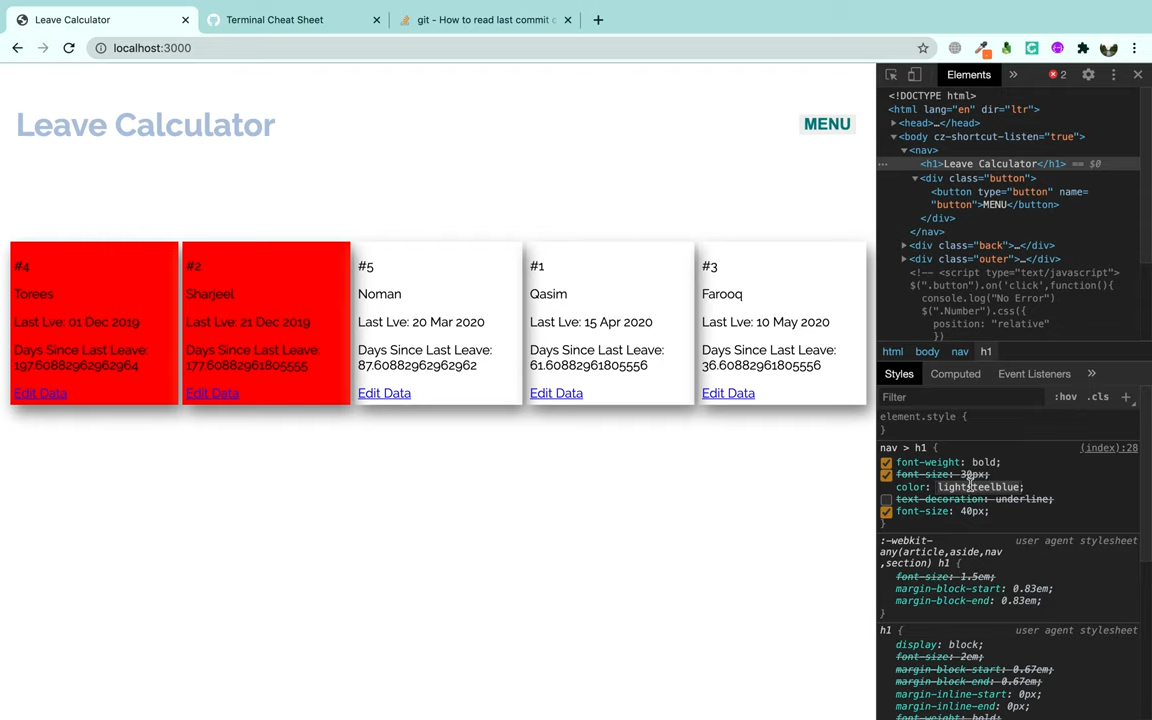 Leave Calculator
Terminal Cheat Sheet
git - How to read last commit c
localhost:3000
Leave Calculator
MENU
#4
Torees
Last Lve: 01 Dec 2019
Days Since Last Leave:
197.60882962962964
Edit Data
#2
Sharjeel
Last Lve: 21 Dec 2019
Days Since Last Leave:
177.60882961805555
Edit Data
#5
Noman
Last Lve: 20 Mar 2020
Days Since Last Leave:
87.60882962962962
Edit Data
#1
Qasim
Last Lve: 15 Apr 2020
Days Since Last Leave:
61.60882961805556
Edit Data
#3
Farooq
Last Lve: 10 May 2020
Days Since Last Leave:
36.60882961805556
Edit Data
Elements
2
<!DOCTYPE html>
<html lang="en" dir="ltr">
<head>…</head>
<body cz-shortcut-listen="true">
<nav>
<h1>Leave Calculator</h1> == $0
<div class="button">
<button type="button" name=
"button">MENU</button>
</div>
</nav>
<div class="back">…</div>
<div class="outer">…</div>
<!-- <script type="text/javascript">
$(".button").on('click',function(){
console.log("No Error")
$(".Number").css({
position: "relative"
})
html body nav h1
Styles Computed Event Listeners
Filter :hov .cls
element.style {
}
nav > h1 { (index):28
font-weight: bold;
font-size: 30px;
color: lightsteelblue;
text-decoration: underline;
font-size: 40px;
}
:-webkit- user agent stylesheet
any(article,aside,nav
,section) h1 {
font-size: 1.5em;
margin-block-start: 0.83em;
margin-block-end: 0.83em;
}
h1 { user agent stylesheet
display: block;
font-size: 2em;
margin-block-start: 0.67em;
margin-block-end: 0.67em;
margin-inline-start: 0px;
margin-inline-end: 0px;
font-weight: bold;